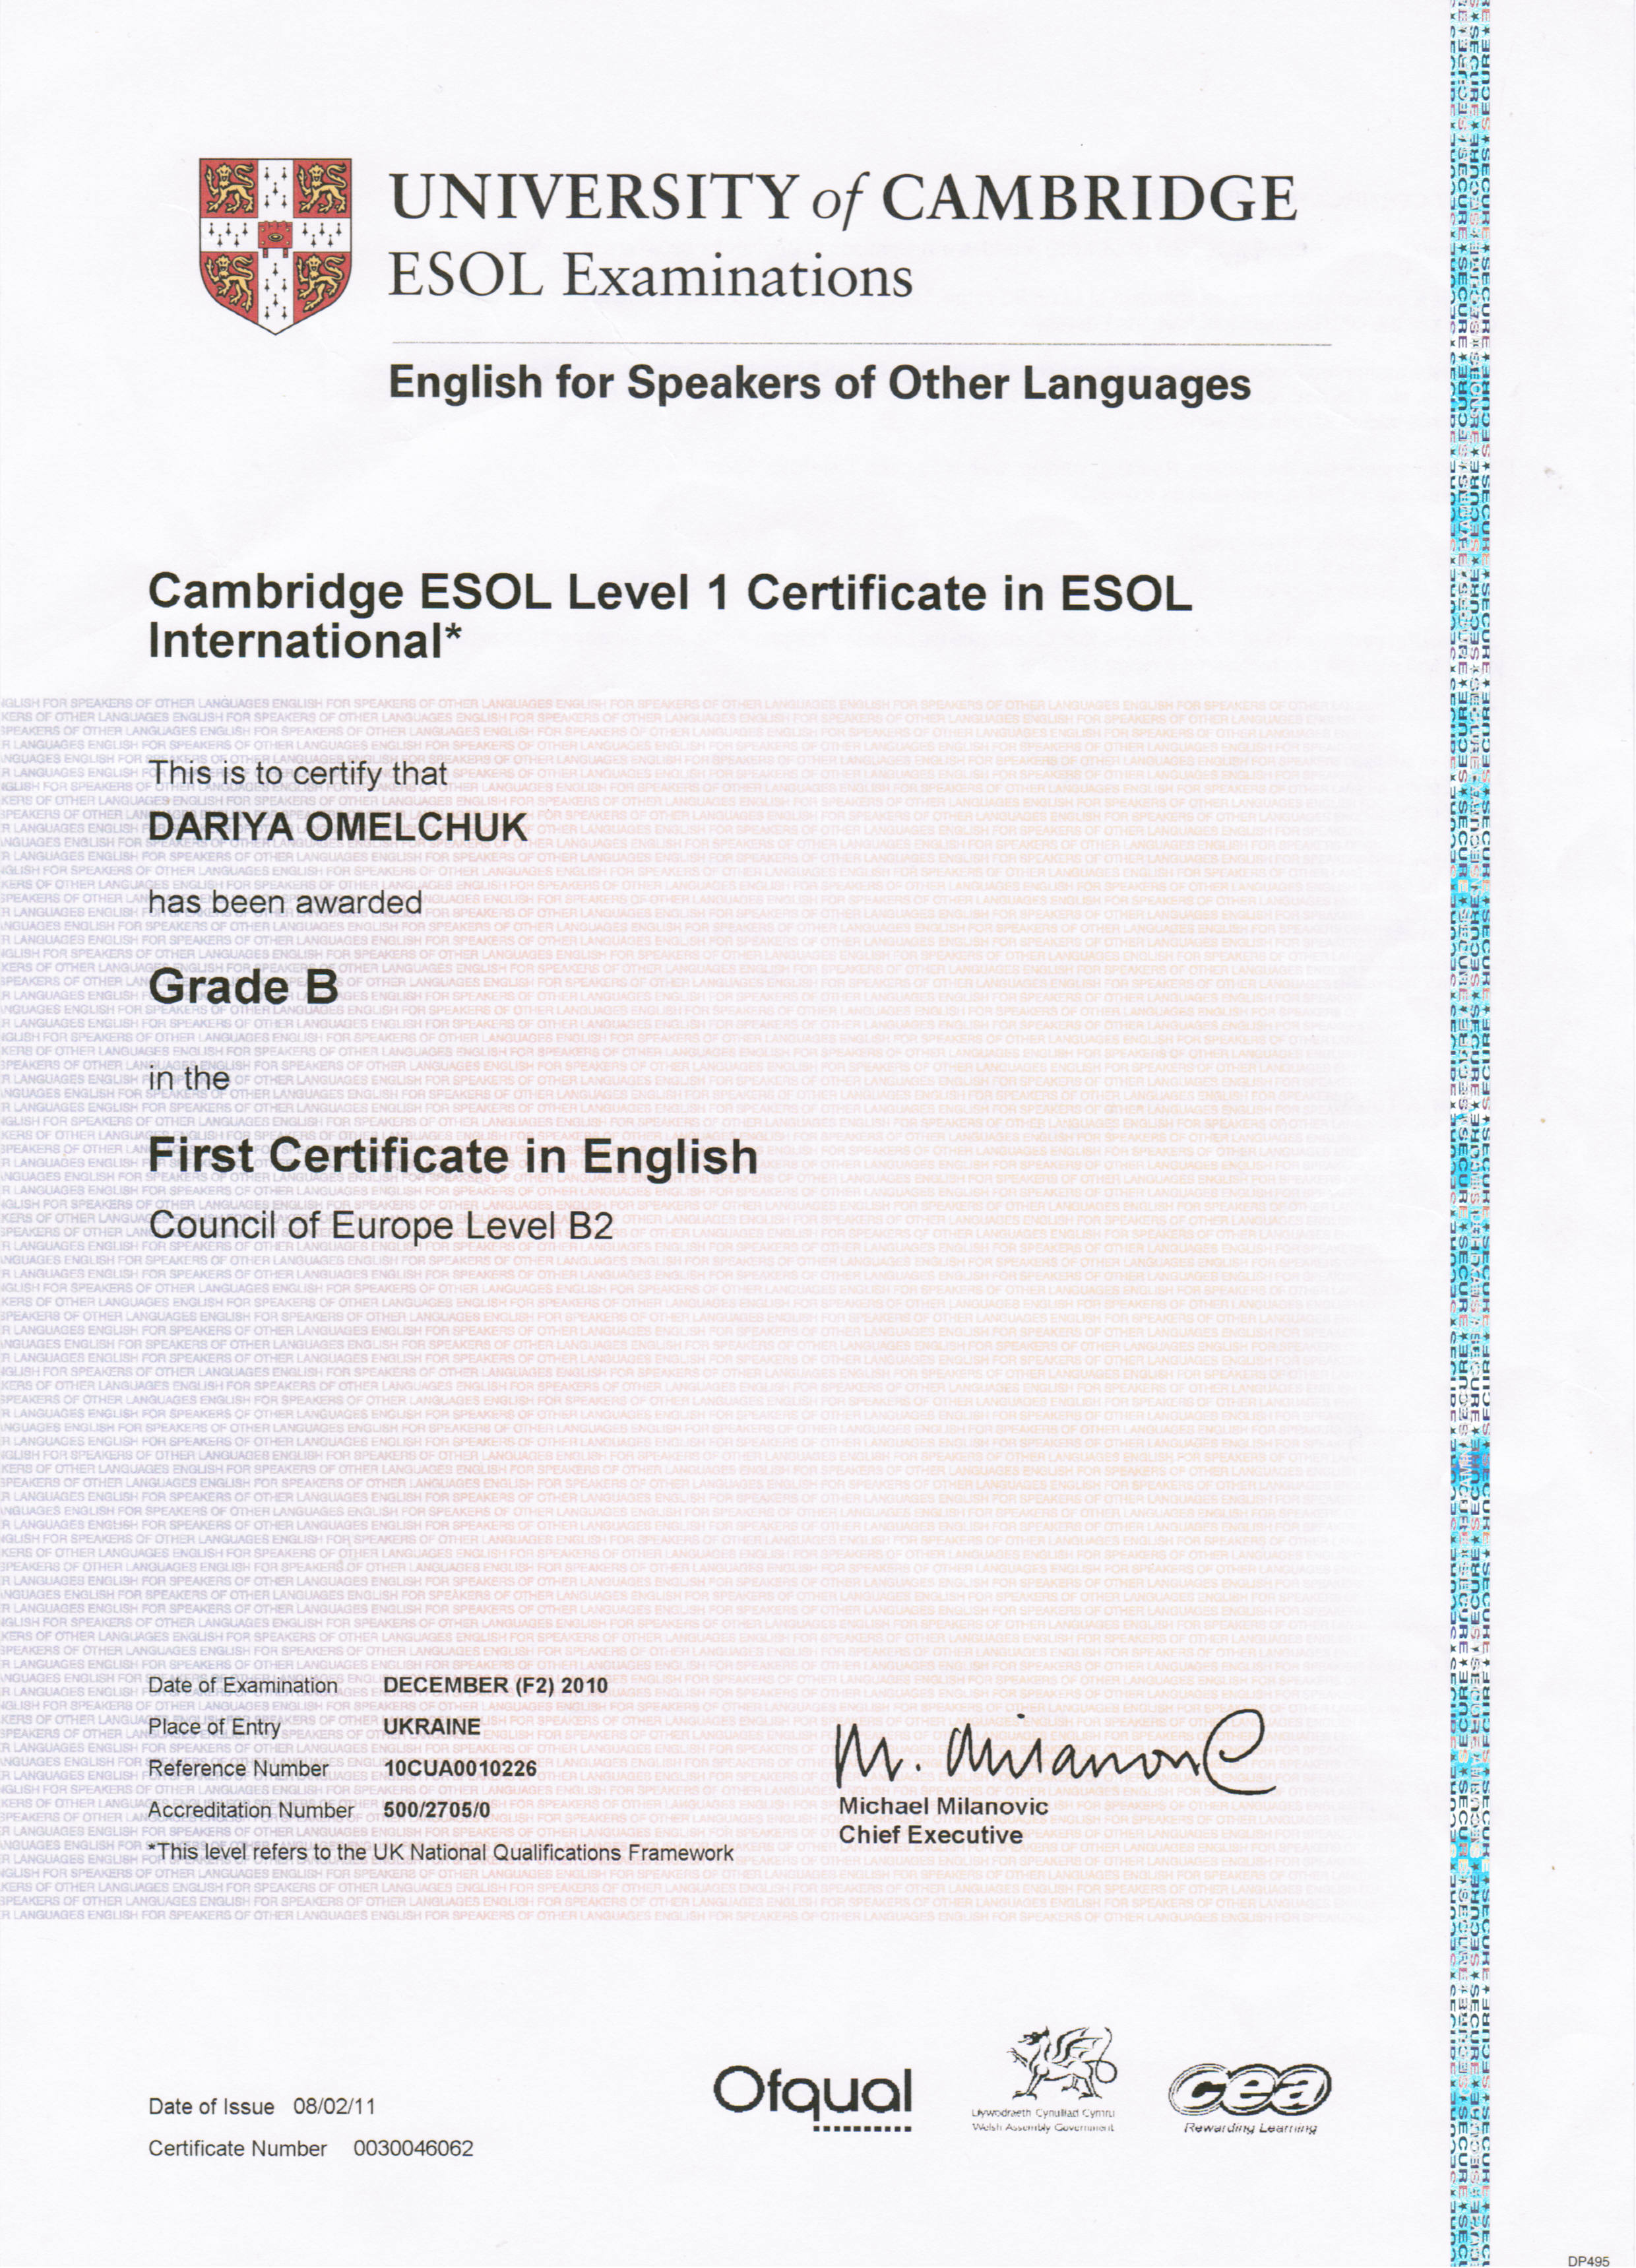 UNIVERSITY of CAMBRIDGE
ESOL Examinations
English for Speakers of Other Languages
Cambridge ESOL Level 1 Certificate in ESOL
International*
This is to certify that
DARIYA OMELCHUK
has been awarded
Grade B
in the
First Certificate in English
Council of Europe Level B2
Date of Examination DECEMBER (F2) 2010
Place of Entry UKRAINE
Reference Number 10CUA0010226
Accreditation Number 500/2705/0
*This level refers to the UK National Qualifications Framework
M. Milanovic
Michael Milanovic
Chief Executive
Ofqual
Llywodraeth Cynulliad Cymru
Welsh Assembly Government
cea
Rewarding Learning
Date of Issue 08/02/11
Certificate Number 0030046062
DP495